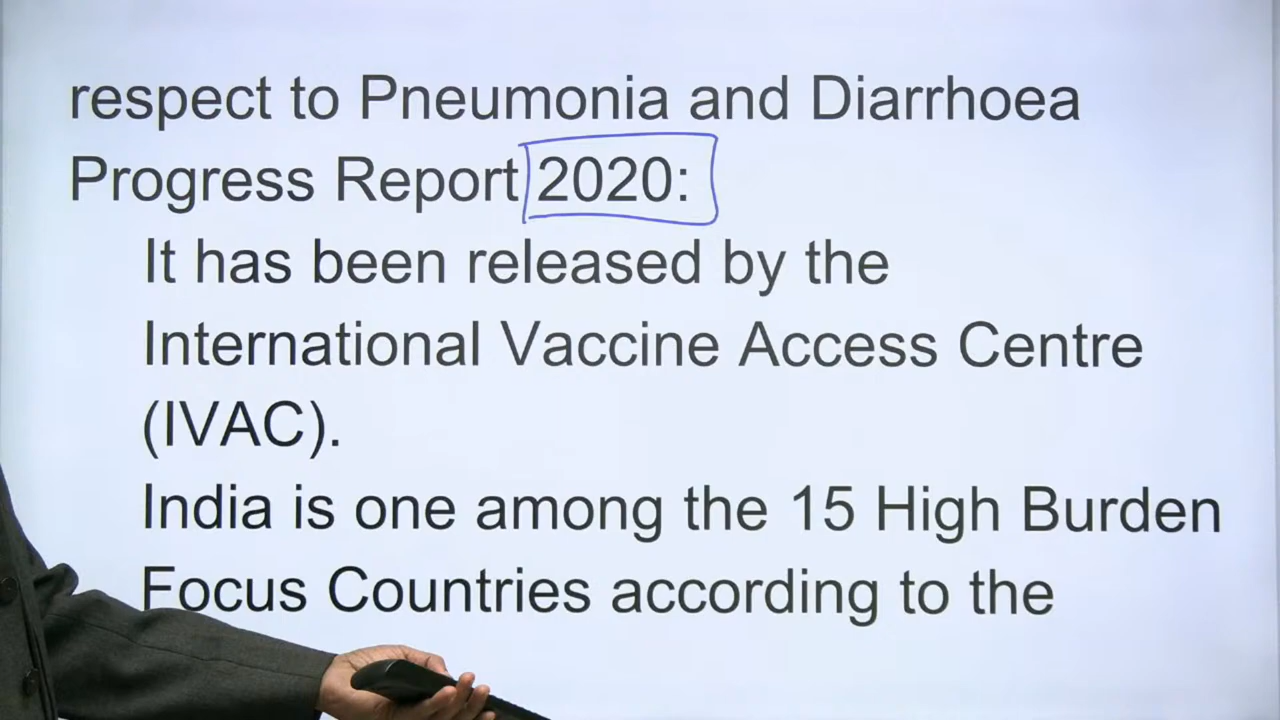 respect to Pneumonia and Diarrhoea
Progress Report 2020:
It has been released by the
International Vaccine Access Centre
(IVAC).
India is one among the 15 High Burden
Focus Countries according to the